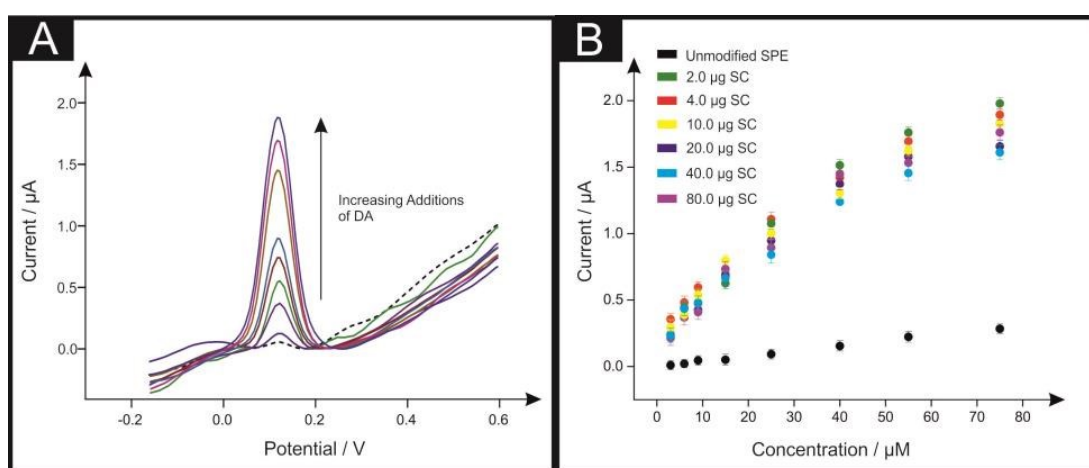 A
Current / µA
2.0
1.5
1.0
0.5
0.0
-0.2
0.0
0.2
0.4
0.6
Potential / V
Increasing Additions
of DA
B
Unmodified SPE
2.0 µg SC
4.0 µg SC
10.0 µg SC
20.0 µg SC
40.0 µg SC
80.0 µg SC
Current / µA
2.0
1.5
1.0
0.5
0.0
0
10
20
30
40
50
60
70
80
Concentration / µM